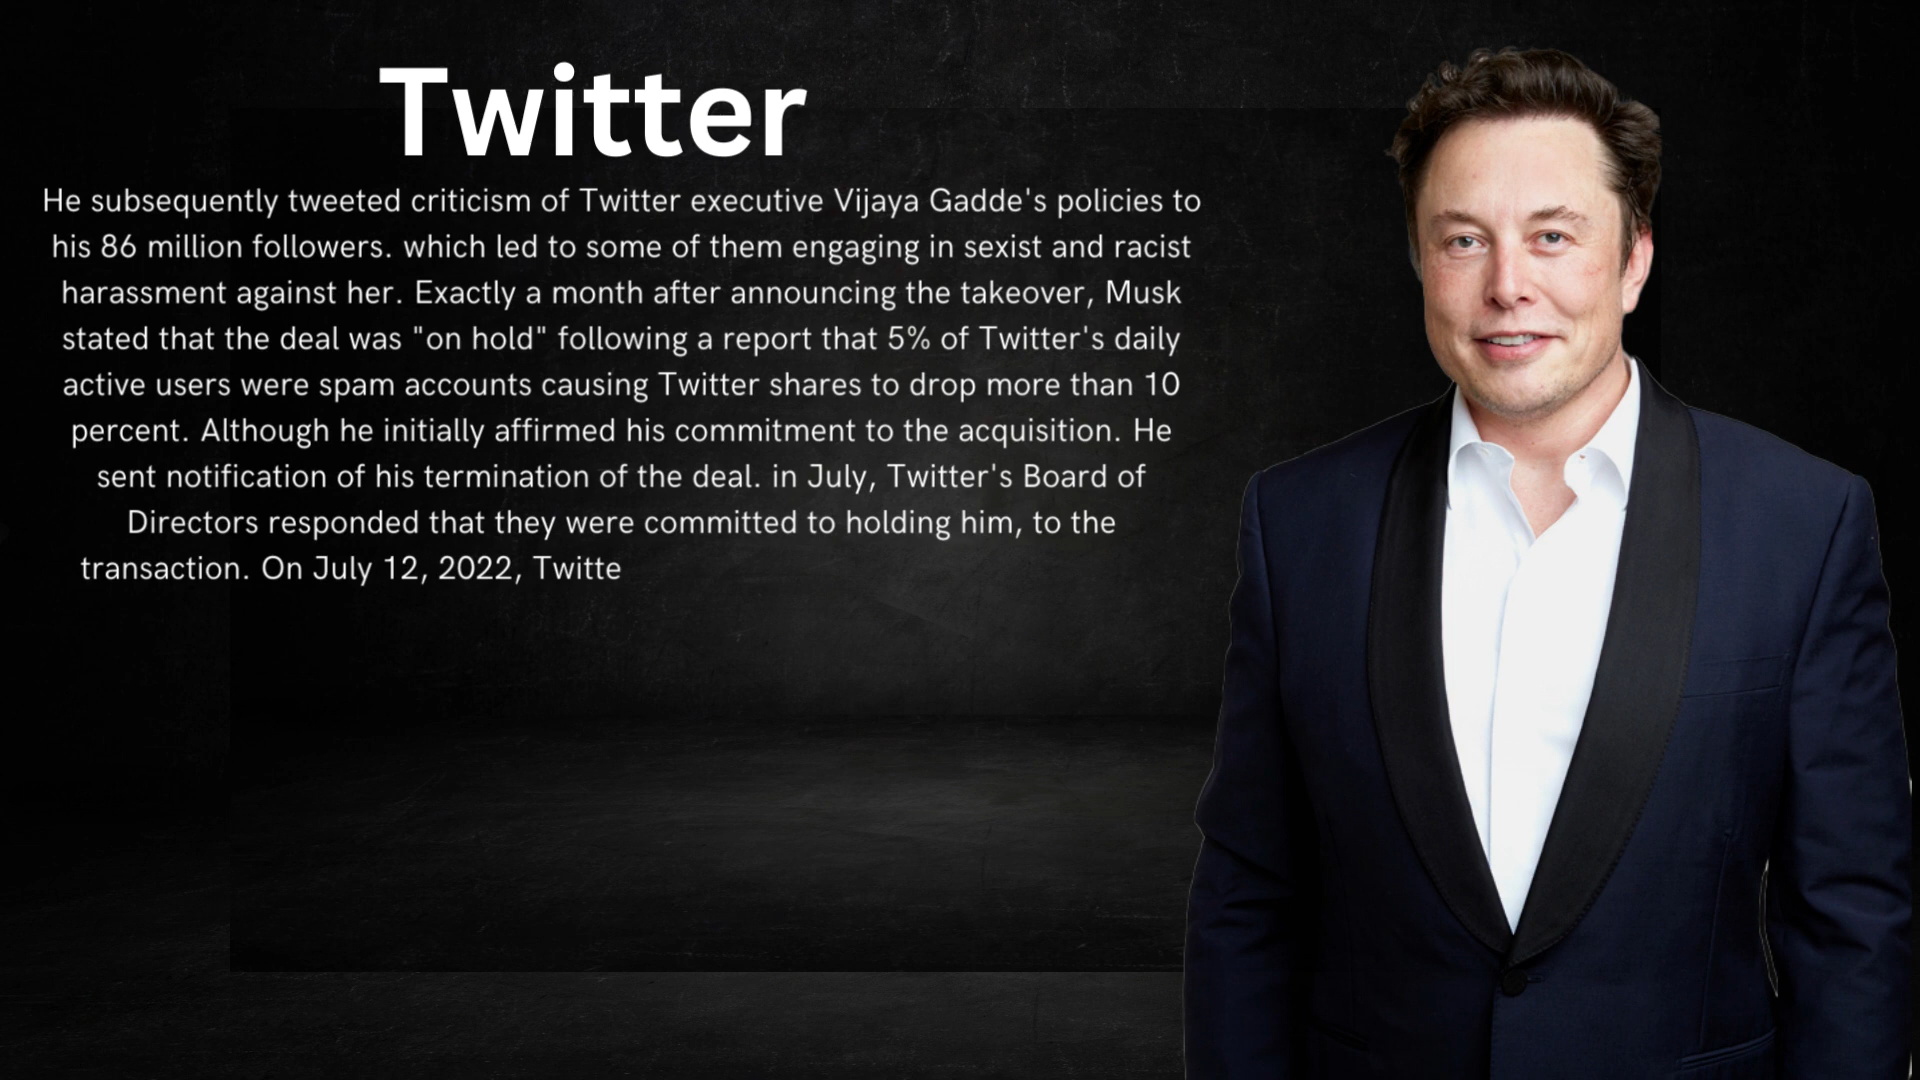 Twitter
He subsequently tweeted criticism of Twitter executive Vijaya Gadde's policies to
his 86 million followers. which led to some of them engaging in sexist and racist
harassment against her. Exactly a month after announcing the takeover, Musk
stated that the deal was "on hold" following a report that 5% of Twitter's daily
active users were spam accounts causing Twitter shares to drop more than 10
percent. Although he initially affirmed his commitment to the acquisition. He
sent notification of his termination of the deal. in July, Twitter's Board of
Directors responded that they were committed to holding him, to the
transaction. On July 12, 2022, Twitte